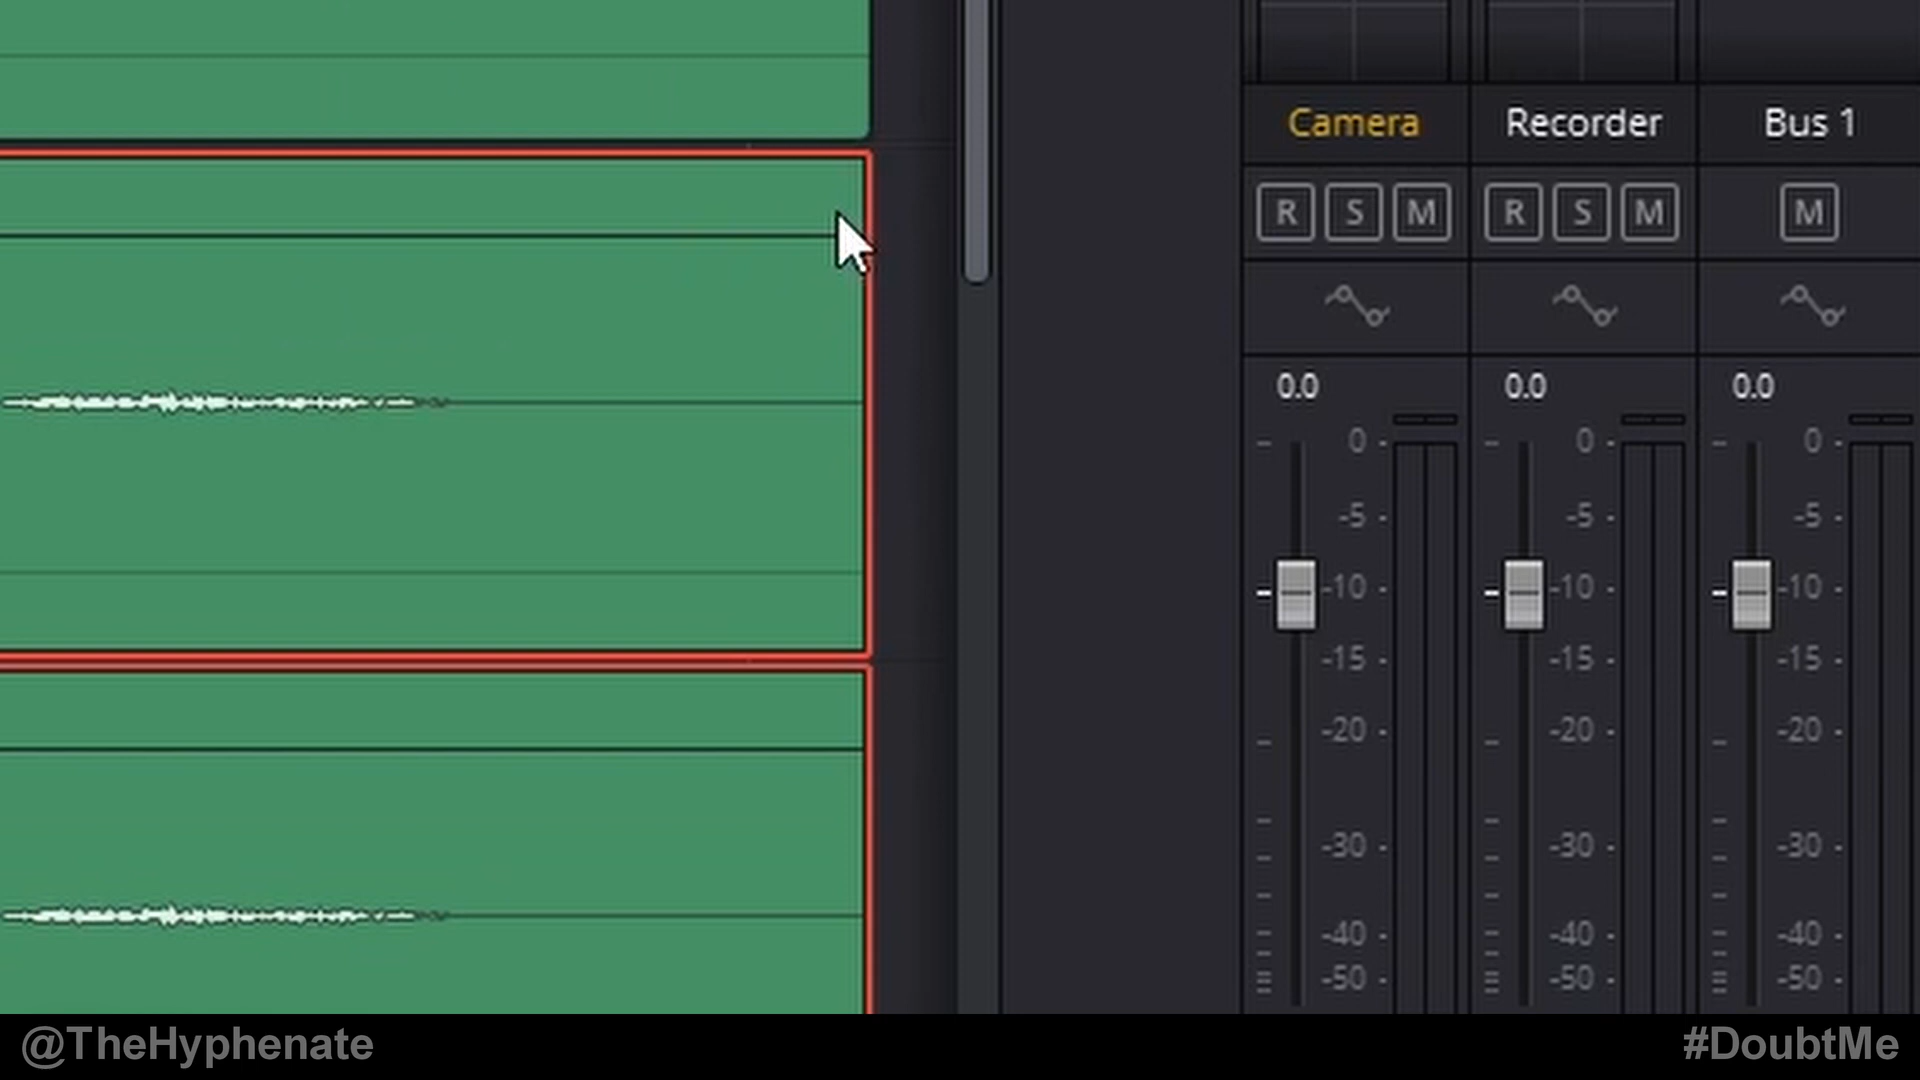 Camera Recorder Bus 1
R S M R S M M
0.0 0.0 0.0
0 0 0
-5 -5 -5
-10 -10 -10
-15 -15 -15
-20 -20 -20
-30 -30 -30
-40 -40 -40
-50 -50 -50
@TheHyphenate #DoubtMe